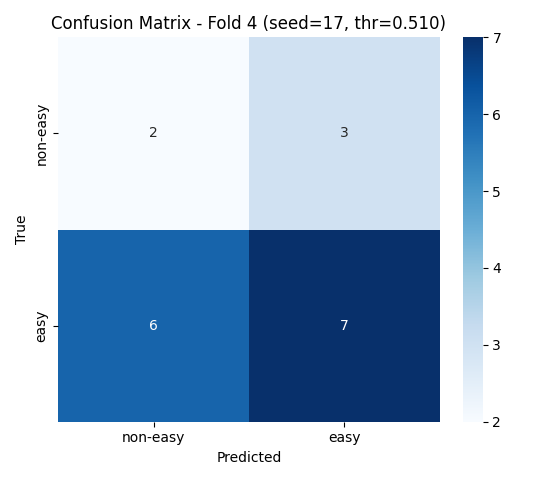 Confusion Matrix - Fold 4 (seed=17, thr=0.510)
True
non-easy
2 3
easy
6 7
non-easy easy
Predicted
7
6
5
4
3
2